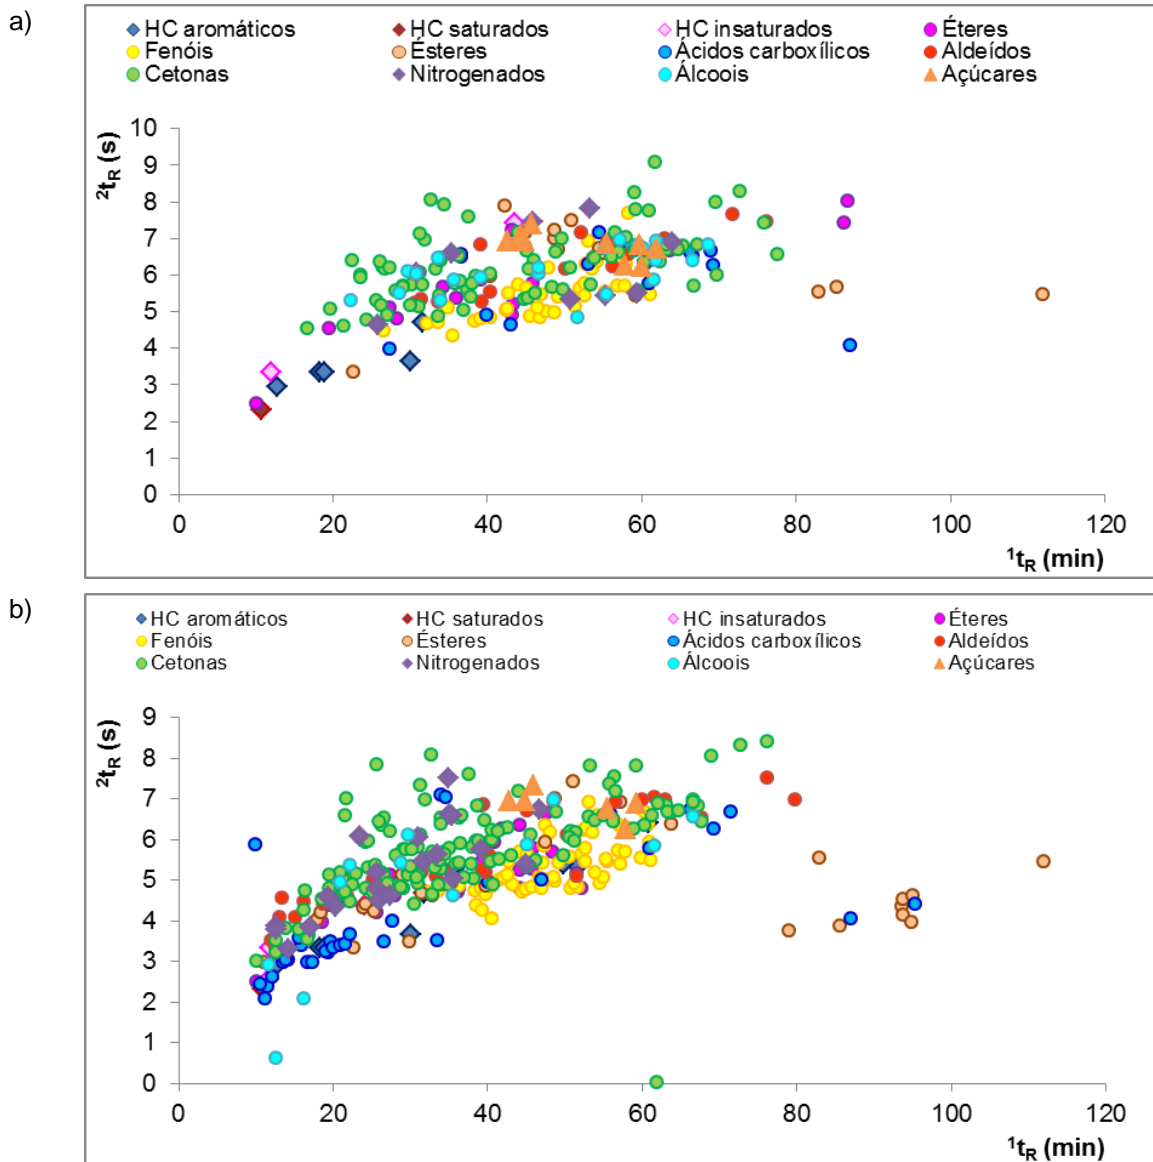 a)
HC aromáticos HC saturados HC insaturados Éteres
Fenóis Ésteres Ácidos carboxílicos Aldeídos
Cetonas Nitrogenados Álcoois Açúcares
²tR (s)
10
9
8
7
6
5
4
3
2
1
0
0 20 40 60 80 100 120
¹tR (min)
b)
HC aromáticos HC saturados HC insaturados Éteres
Fenóis Ésteres Ácidos carboxílicos Aldeídos
Cetonas Nitrogenados Álcoois Açúcares
²tR (s)
9
8
7
6
5
4
3
2
1
0
0 20 40 60 80 100 120
¹tR (min)